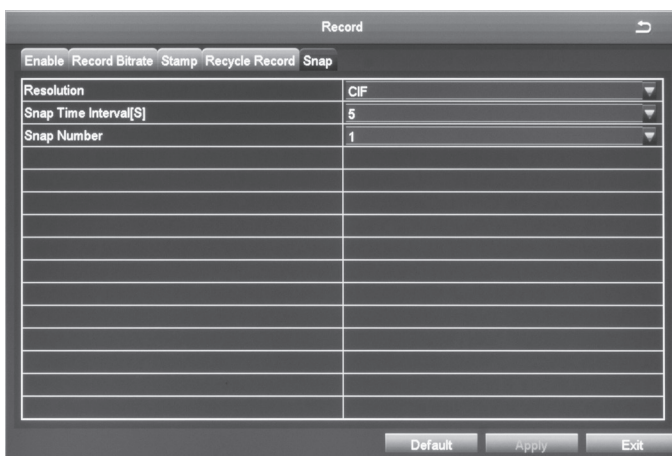 Record
Enable Record Bitrate Stamp Recycle Record Snap
Resolution CIF
Snap Time Interval[S] 5
Snap Number 1
Default Apply Exit